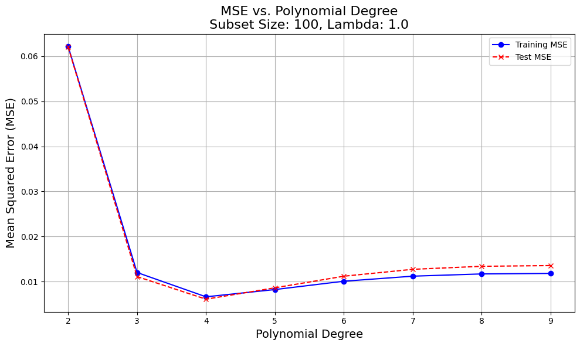 MSE vs. Polynomial Degree
Subset Size: 100, Lambda: 1.0
Training MSE
Test MSE
Mean Squared Error (MSE)
0.06
0.05
0.04
0.03
0.02
0.01
2 3 4 5 6 7 8 9
Polynomial Degree